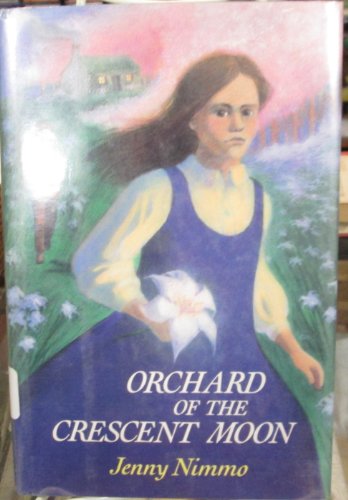 ORCHARD
OF THE
CRESCENT MOON
Jenny Nimmo